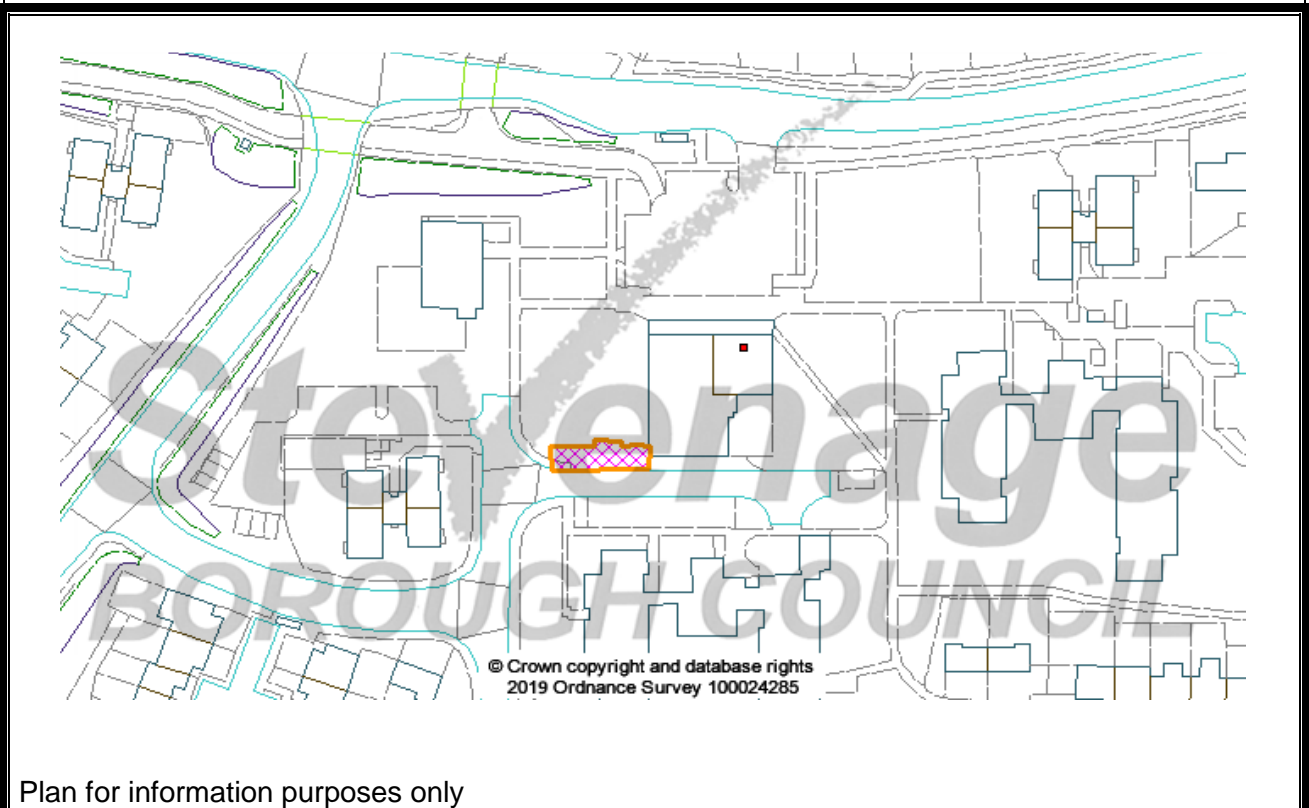 Stevenage
BOROUGH COUNCIL
© Crown copyright and database rights
2019 Ordnance Survey 100024285
Plan for information purposes only